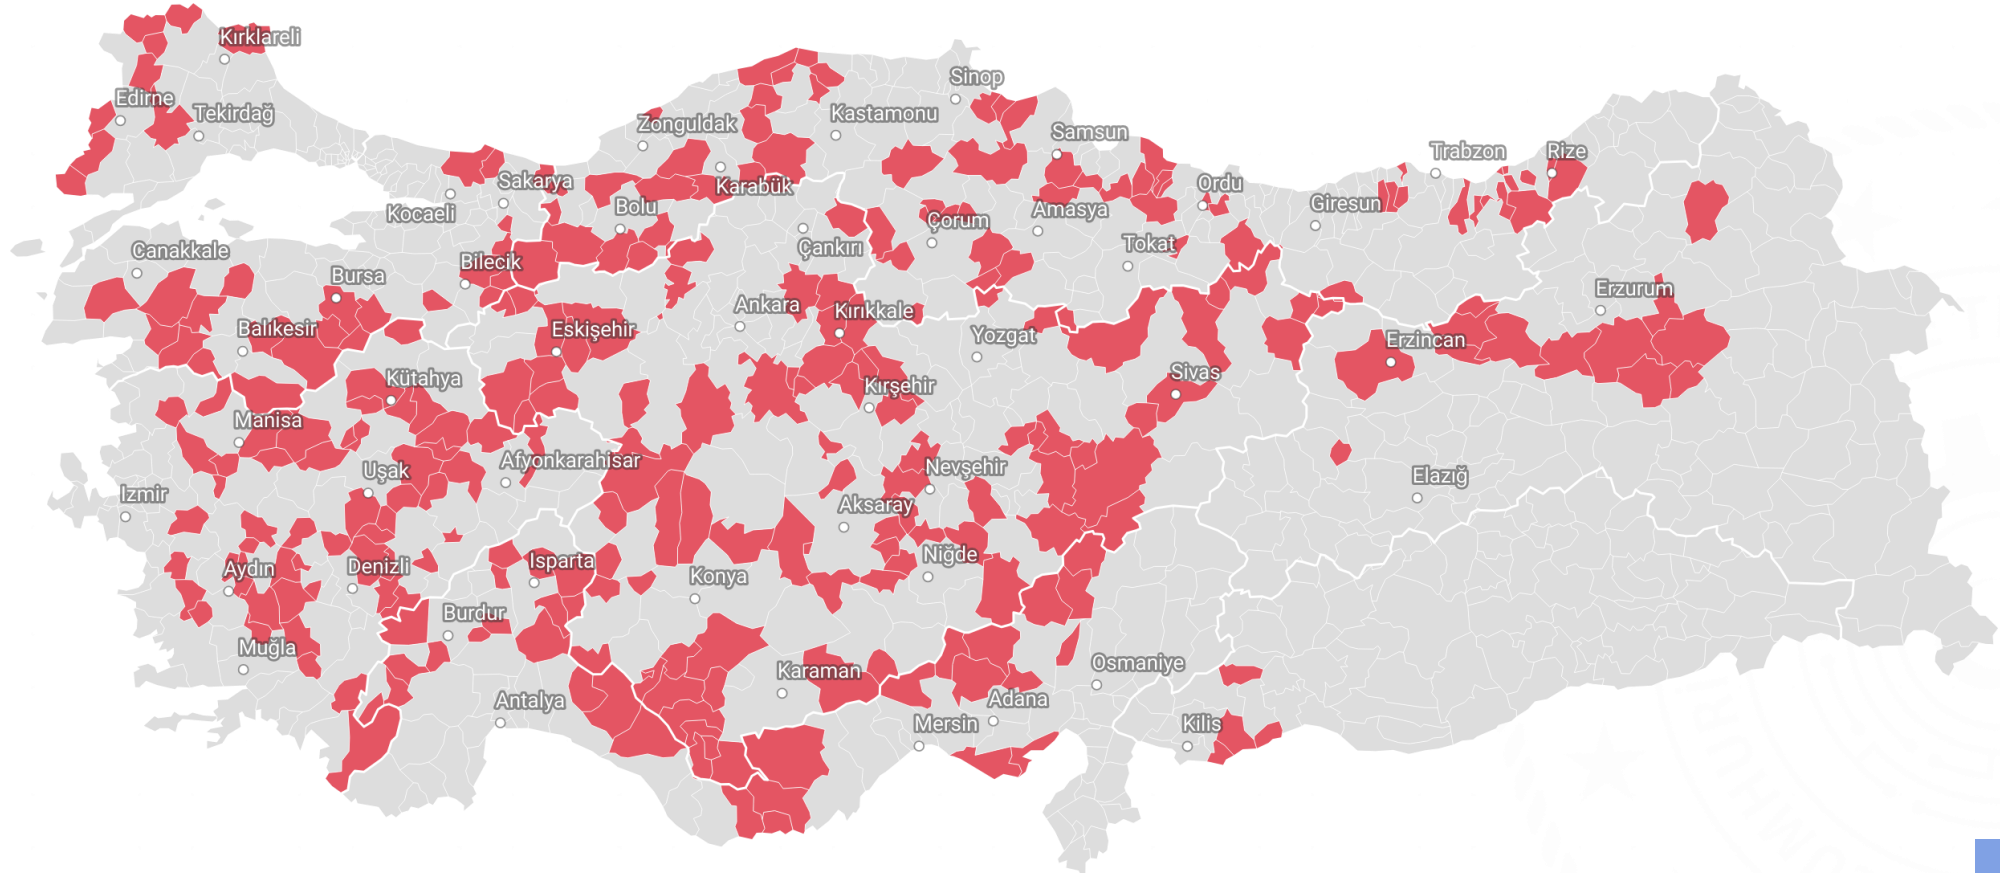 Kırklareli
Edirne
Tekirdağ
Sinop
Kastamonu
Zonguldak
Samsun
Trabzon
Rize
Sakarya
Karabük
Ordu
Kocaeli
Bolu
Amasya
Giresun
Çorum
Canakkale
Çankırı
Tokat
Bilecik
Bursa
Erzurum
Ankara
Kırıkkale
Balıkesir
Eskişehir
Yozgat
Erzincan
Kütahya
Kırşehir
Sivas
Manisa
Uşak
Afyonkarahisar
Nevşehir
Elazığ
Izmir
Aksaray
Aydın
Denizli
Isparta
Niğde
Konya
Burdur
Muğla
Karaman
Osmaniye
Antalya
Adana
Mersin
Kilis